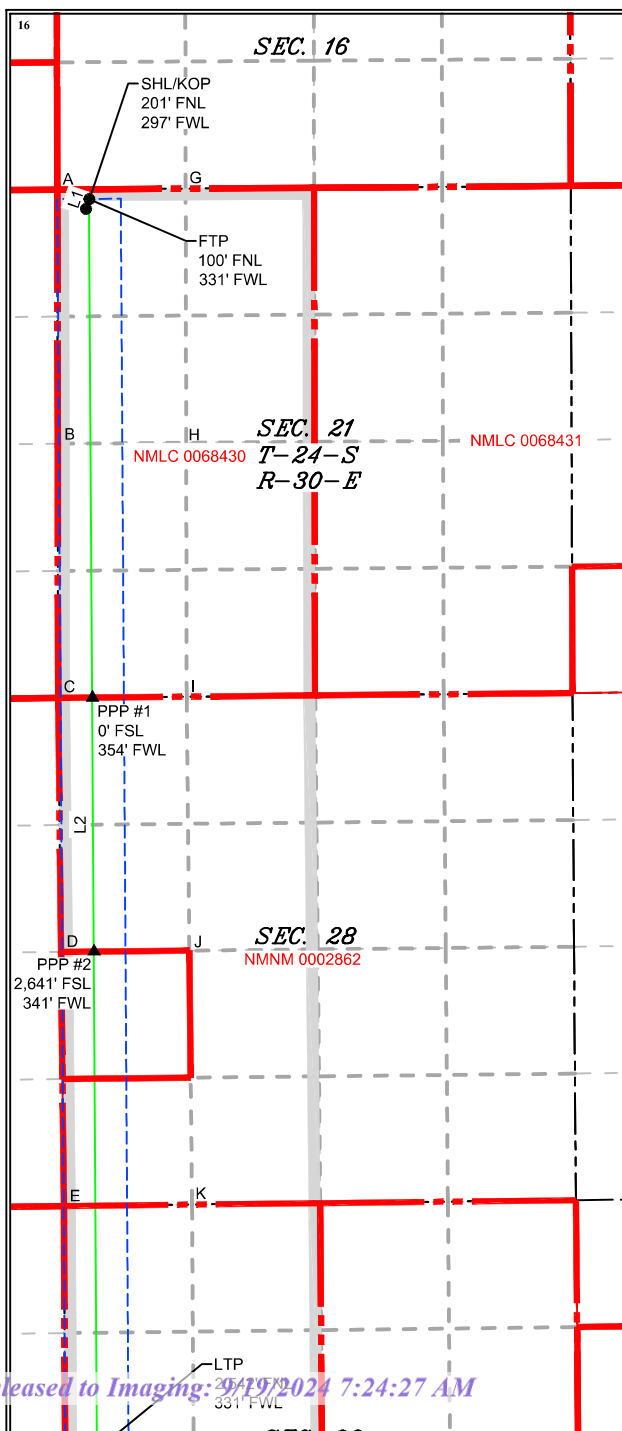 16
SEC. 16
SHL/KOP
201' FNL
297' FWL
A
G
L1
FTP
100' FNL
331' FWL
B
H
SEC. 21
T-24-S
R-30-E
NMLC 0068430
NMLC 0068431
C
I
PPP #1
0' FSL
354' FWL
L2
D
J
SEC. 28
NMNM 0002862
PPP #2
2,641' FSL
341' FWL
E
K
LTP
FNL
331' FWL
leased to Imaging: 9/19/2024 7:24:27 AM